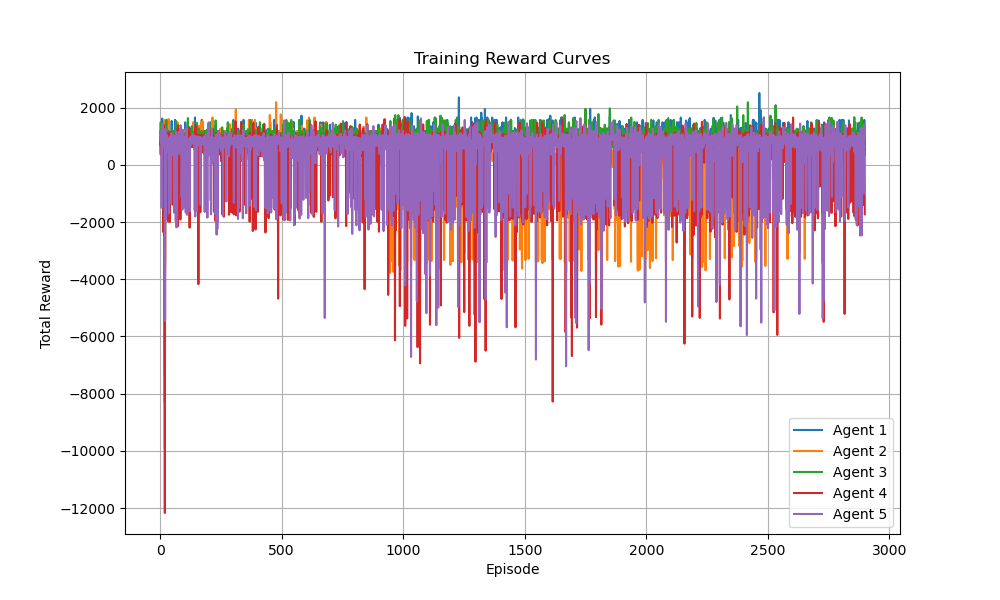 Training Reward Curves
2000
0
−2000
−4000
−6000
−8000
−10000
−12000
Total Reward
0 500 1000 1500 2000 2500 3000
Episode
Agent 1
Agent 2
Agent 3
Agent 4
Agent 5